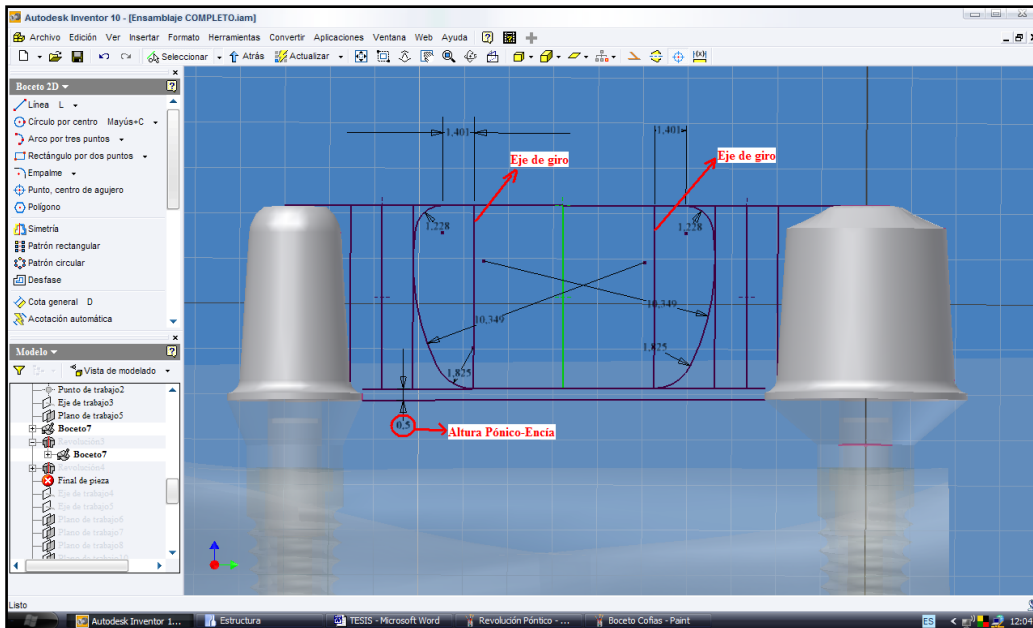 Autodesk Inventor 10 - [Ensamblaje COMPLETO.iam]
Archivo Edición Ver Insertar Formato Herramientas Convertir Aplicaciones Ventana Web Ayuda
Seleccionar Atrás Actualizar
Boceto 2D
Línea L
Círculo por centro Mayús+C
Arco por tres puntos
Rectángulo por dos puntos
Empalme
Punto, centro de agujero
Polígono
Simetría
Patrón rectangular
Patrón circular
Desfase
Cota general D
Acotación automática
Modelo
Vista de modelado
Punto de trabajo2
Eje de trabajo3
Plano de trabajo5
Boceto7
Revolución3
Boceto7
Revolución4
Final de pieza
Eje de trabajo4
Eje de trabajo5
Plano de trabajo6
Plano de trabajo7
Plano de trabajo8
Plano de trabajo10
1,401
1,401
Eje de giro
Eje de giro
1,228
1,228
10,349
10,349
1,825
1,825
0,5
Altura Pónico-Encía
Listo
Autodesk Inventor 1...
Estructura
TESIS - Microsoft Word
Revolución Póntico - ...
Boceto Cofias - Paint
ES
12:04